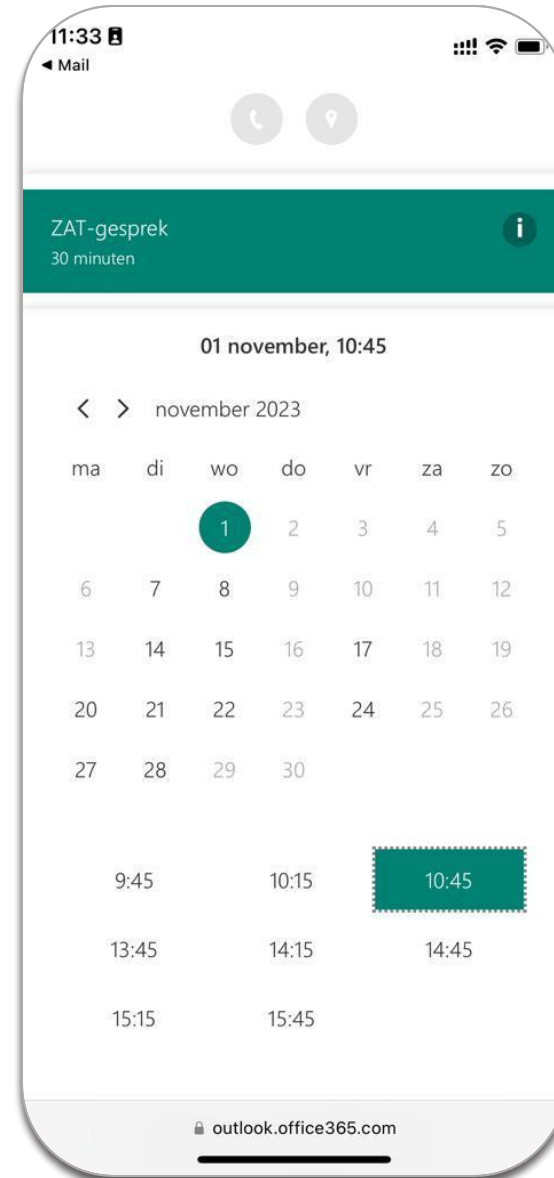 11:33
◀ Mail
ZAT-gesprek
i
30 minuten
01 november, 10:45
< > november 2023
ma di wo do vr za zo
1 2 3 4 5
6 7 8 9 10 11 12
13 14 15 16 17 18 19
20 21 22 23 24 25 26
27 28 29 30
9:45 10:15 10:45
13:45 14:15 14:45
15:15 15:45
outlook.office365.com